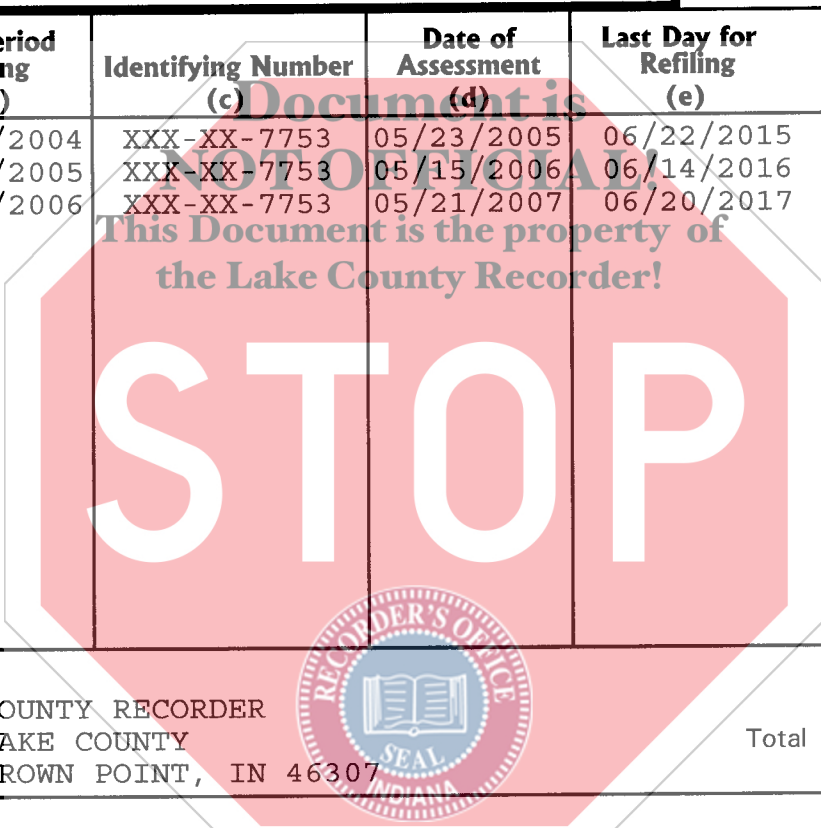 eriod
ng
)
Identifying Number
(c)
Date of
Assessment
(d)
Last Day for
Refiling
(e)
Document is
/2004 XXX-XX-7753 05/23/2005 06/22/2015
/2005 XXX-XX-7753 05/15/2006 06/14/2016
NOT OFFICIAL!
/2006 XXX-XX-7753 05/21/2007 06/20/2017
This Document is the property of
the Lake County Recorder!
STOP
RECORDER'S OFFICE
SEAL
INDIANA
OUNTY RECORDER
AKE COUNTY
ROWN POINT, IN 46307
Total